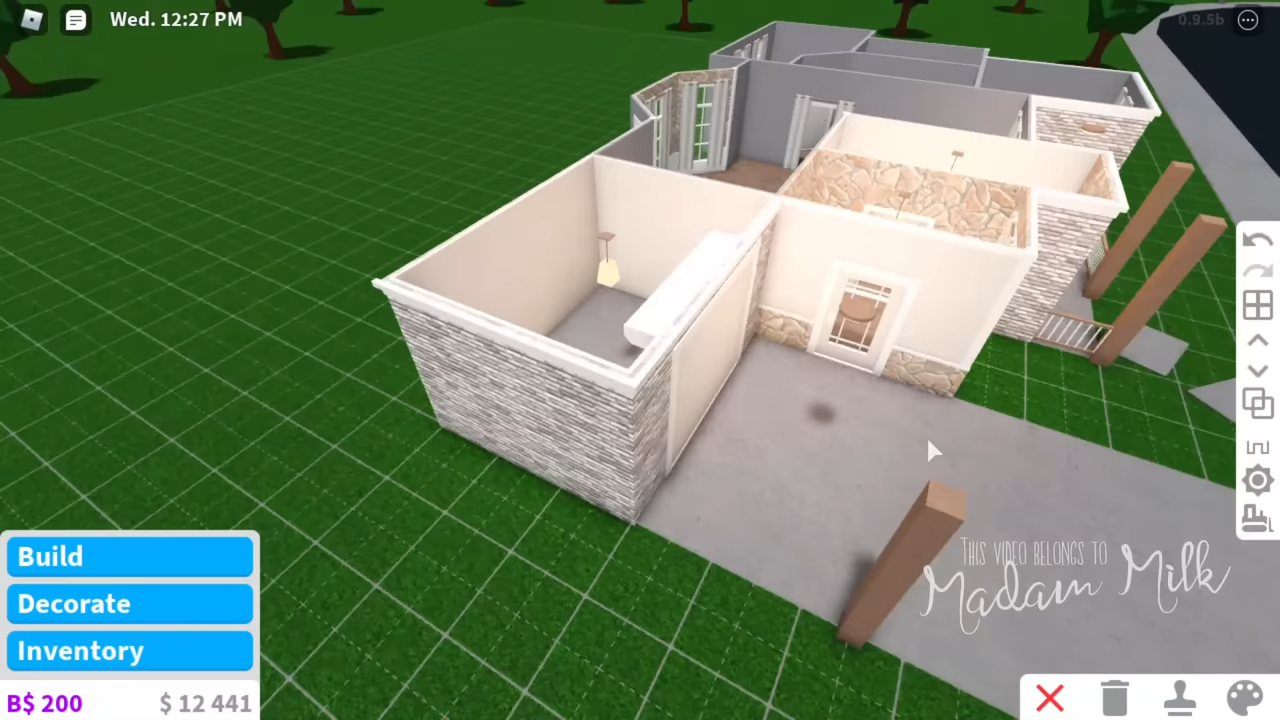 Wed. 12:27 PM
0.9.5b
Build
Decorate
Inventory
B$ 200
$ 12 441
THIS VIDEO BELONGS TO
Madam Milk